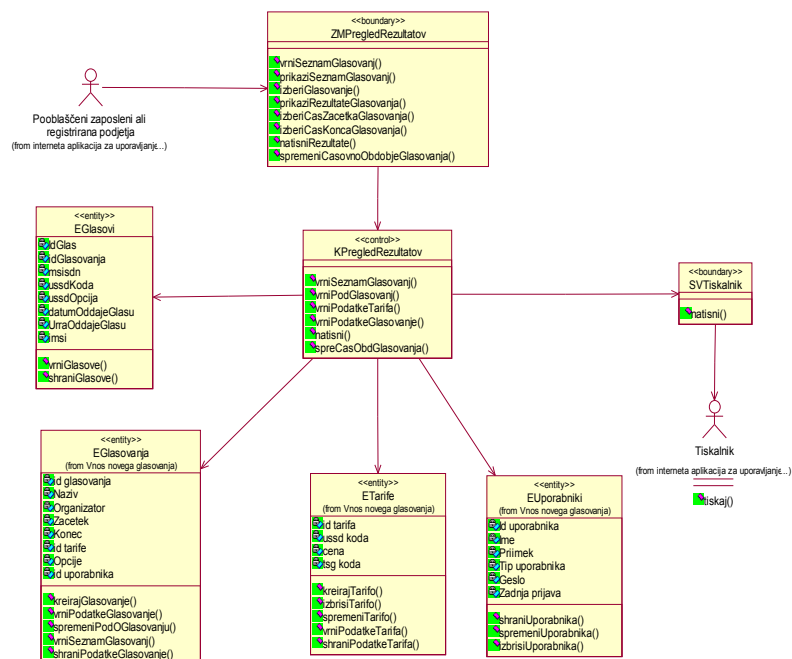 <<boundary>>
ZMPregledRezultatov
vrniSeznamGlasovanj()
prikaziSeznamGlasovanj()
izberiGlasovanje()
prikaziRezultateGlasovanja()
izberiCasZacetkaGlasovanja()
izberiCasKoncaGlasovanja()
natisniRezultate()
spremeniCasovnoObdobjeGlasovanja()
Pooblaščeni zaposleni ali
registrirana podjetja
(from interneta aplikacija za uporavljanje...)
<<entity>>
EGlasovi
idGlas
idGlasovanja
msisdn
ussdKoda
ussdOpcija
datumOddajeGlasu
UrraOddajeGlasu
imsi
vrniGlasove()
shraniGlasove()
<<control>>
KPregledRezultatov
vrniSeznamGlasovnj()
vrniPodGlasovnj()
vrniPodatkeTarifa()
vrniPodatkeGlasovanje()
natisni()
spreCasObdGlasovanja()
<<boundary>>
SVTiskalnik
natisni()
Tiskalnik
(from interneta aplikacija za uporavljanje...)
tiskaj()
<<entity>>
EGlasovanja
(from Vnos novega glasovanja)
id glasovanja
Naziv
Organizator
Zacetek
Konec
id tarife
Opcije
id uporabnika
kreirajGlasovanje()
vrniPodatkeGlasovanje()
spremeniPodOGlasovanju()
vrniSeznamGlasovanj()
shraniPodatkeGlasovanje()
<<entity>>
ETarife
(from Vnos novega glasovanja)
id tarifa
ussd koda
cena
tsg koda
kreirajTarifo()
izbrisiTarifo()
spremeniTarifo()
vrniPodatkeTarifa()
shraniPodatkeTarifa()
<<entity>>
EUporabniki
(from Vnos novega glasovanja)
Id uporabnika
Ime
Priimek
Tip uporabnika
Geslo
Zadnja prijava
shraniUporabnika()
spremeniUporabnika()
izbrisiUporabnika()